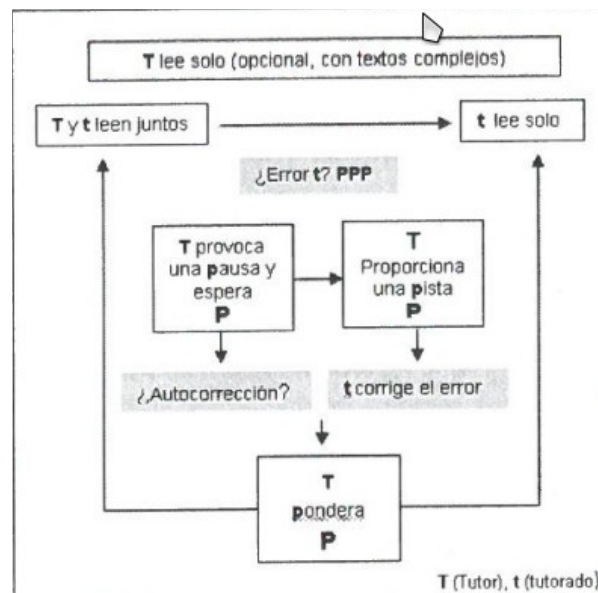 T lee solo (opcional, con textos complejos)
T y t leen juntos
t lee solo
¿Error t? PPP
T provoca
una pausa y
espera
P
T
Proporciona
una pista
P
¿Autocorrección?
t corrige el error
T
pondera
P
T (Tutor), t (tutorado)